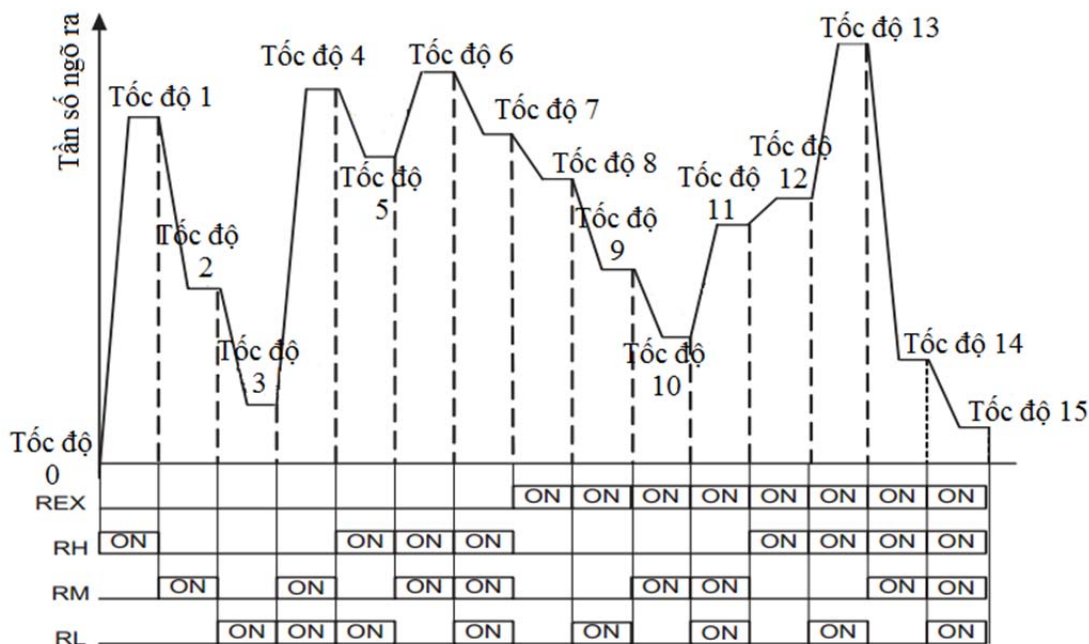 Tần số ngõ ra
Tốc độ 1
Tốc độ
2
Tốc độ
3
Tốc độ 4
Tốc độ
5
Tốc độ 6
Tốc độ 7
Tốc độ 8
Tốc độ
9
Tốc độ
10
Tốc độ
11
Tốc độ
12
Tốc độ 13
Tốc độ 14
Tốc độ 15
Tốc độ
0
REX ON ON ON ON ON ON ON ON
RH ON ON ON ON ON ON ON ON
RM ON ON ON ON ON ON ON ON
RL ON ON ON ON ON ON ON ON